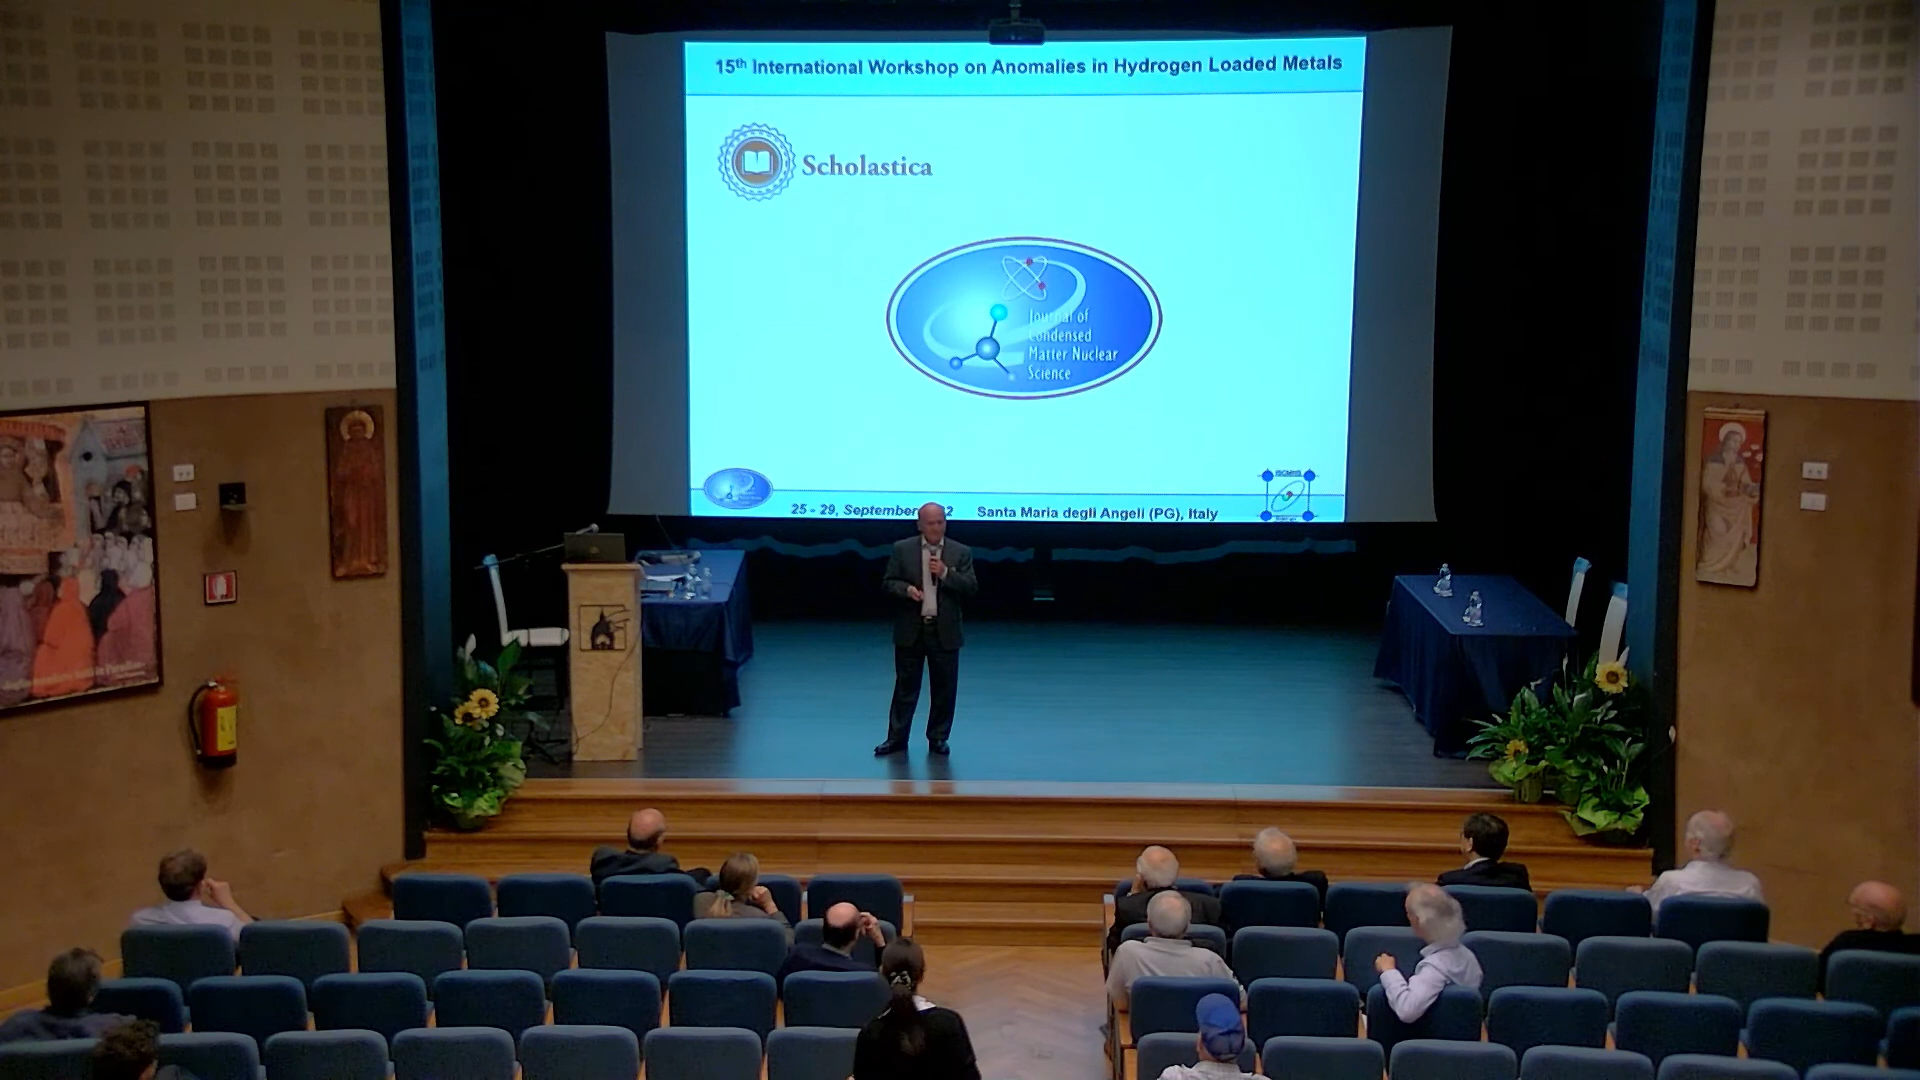 15th International Workshop on Anomalies in Hydrogen Loaded Metals
Scholastica
Journal of
Condensed
Matter Nuclear
Science
25 - 29, September 2 Santa Maria degli Angeli (PG), Italy